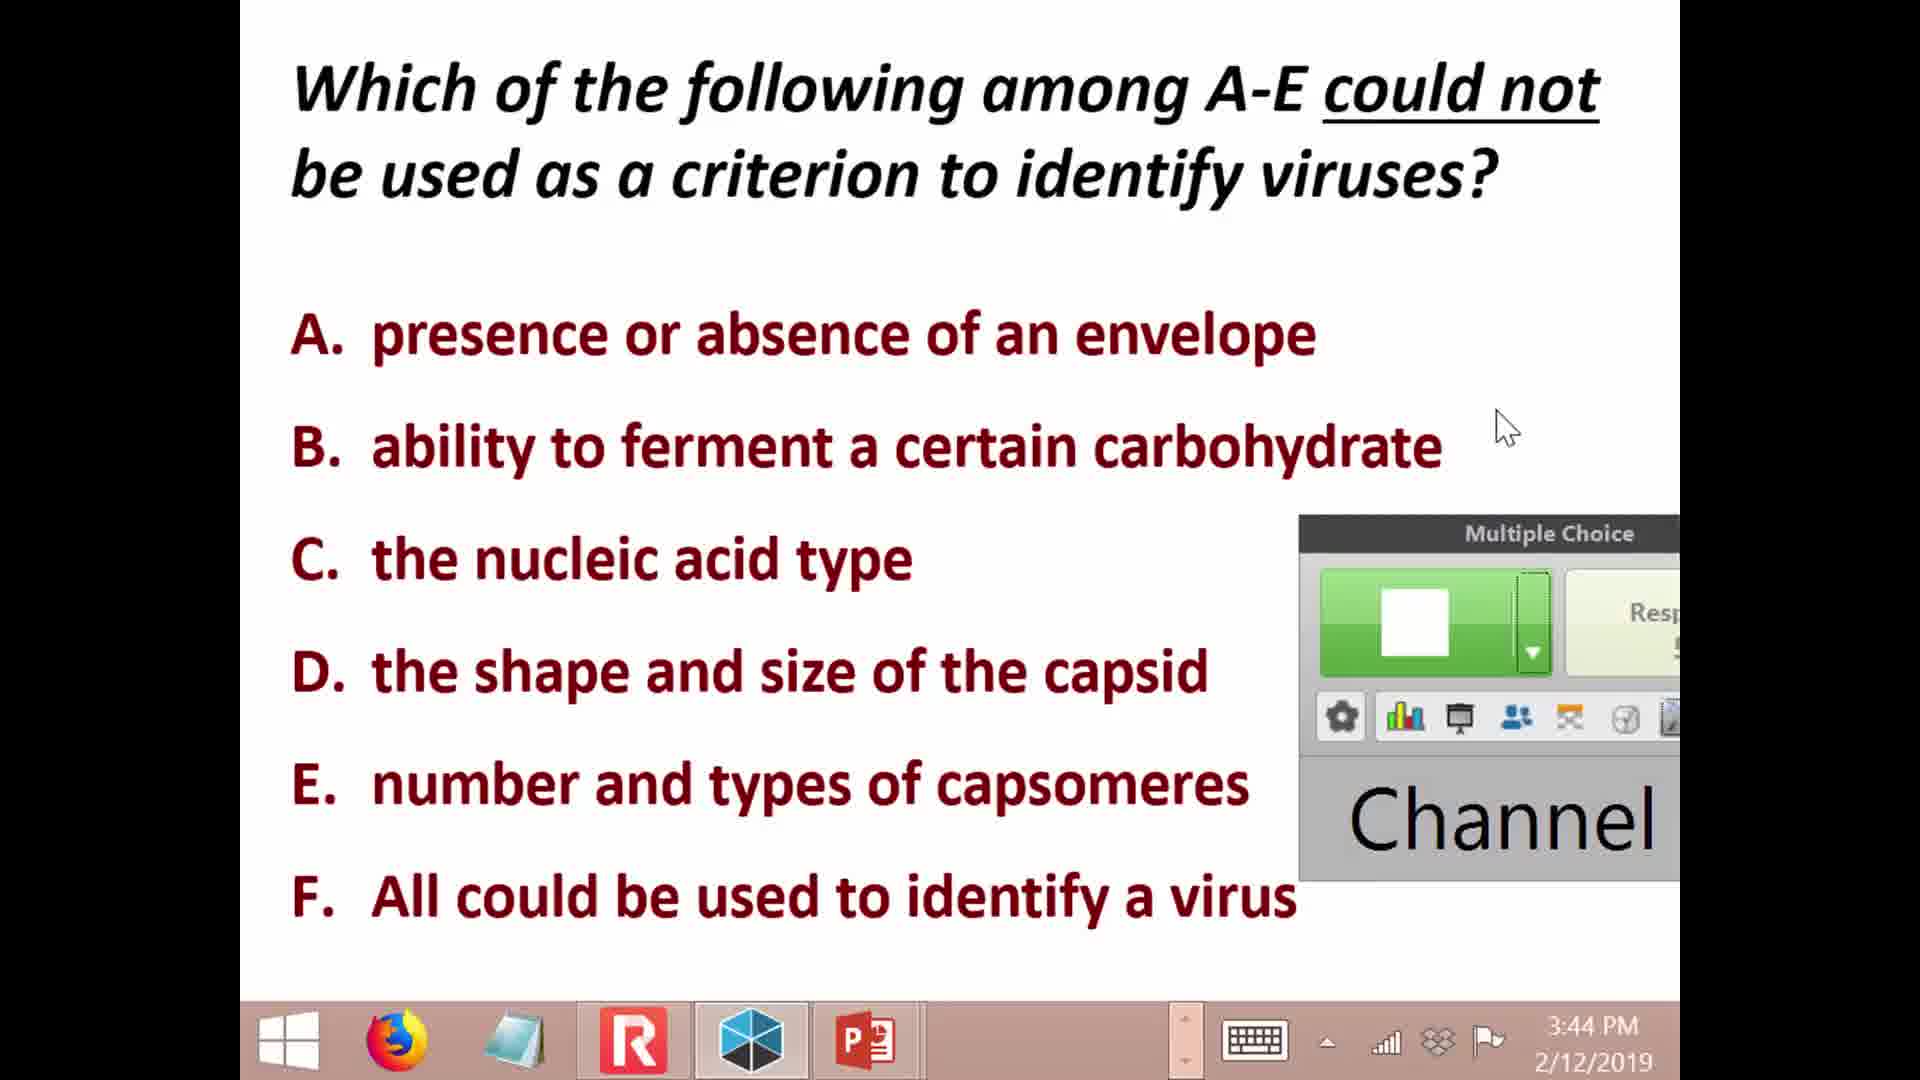 Which of the following among A-E could not
be used as a criterion to identify viruses?
A. presence or absence of an envelope
B. ability to ferment a certain carbohydrate
C. the nucleic acid type
D. the shape and size of the capsid
E. number and types of capsomeres
F. All could be used to identify a virus
Multiple Choice
Resp
Channel
3:44 PM
2/12/2019